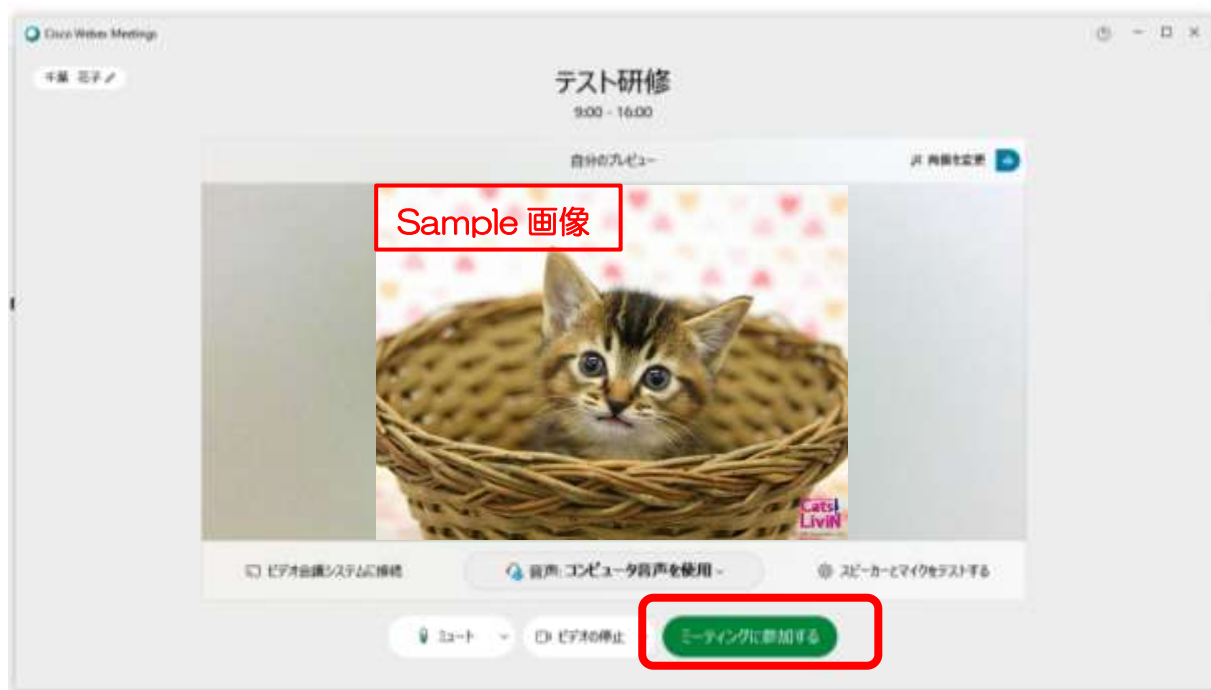 Cisco Webex Meetings
千葉 花子
テスト研修
9:00 - 16:00
自分のプレビュー
背景を変更
Sample 画像
Cats!
LiviN
ビデオ会議システムに接続
音声: コンピュータ音声を使用
スピーカーとマイクをテストする
ミュート
ビデオの停止
ミーティングに参加する